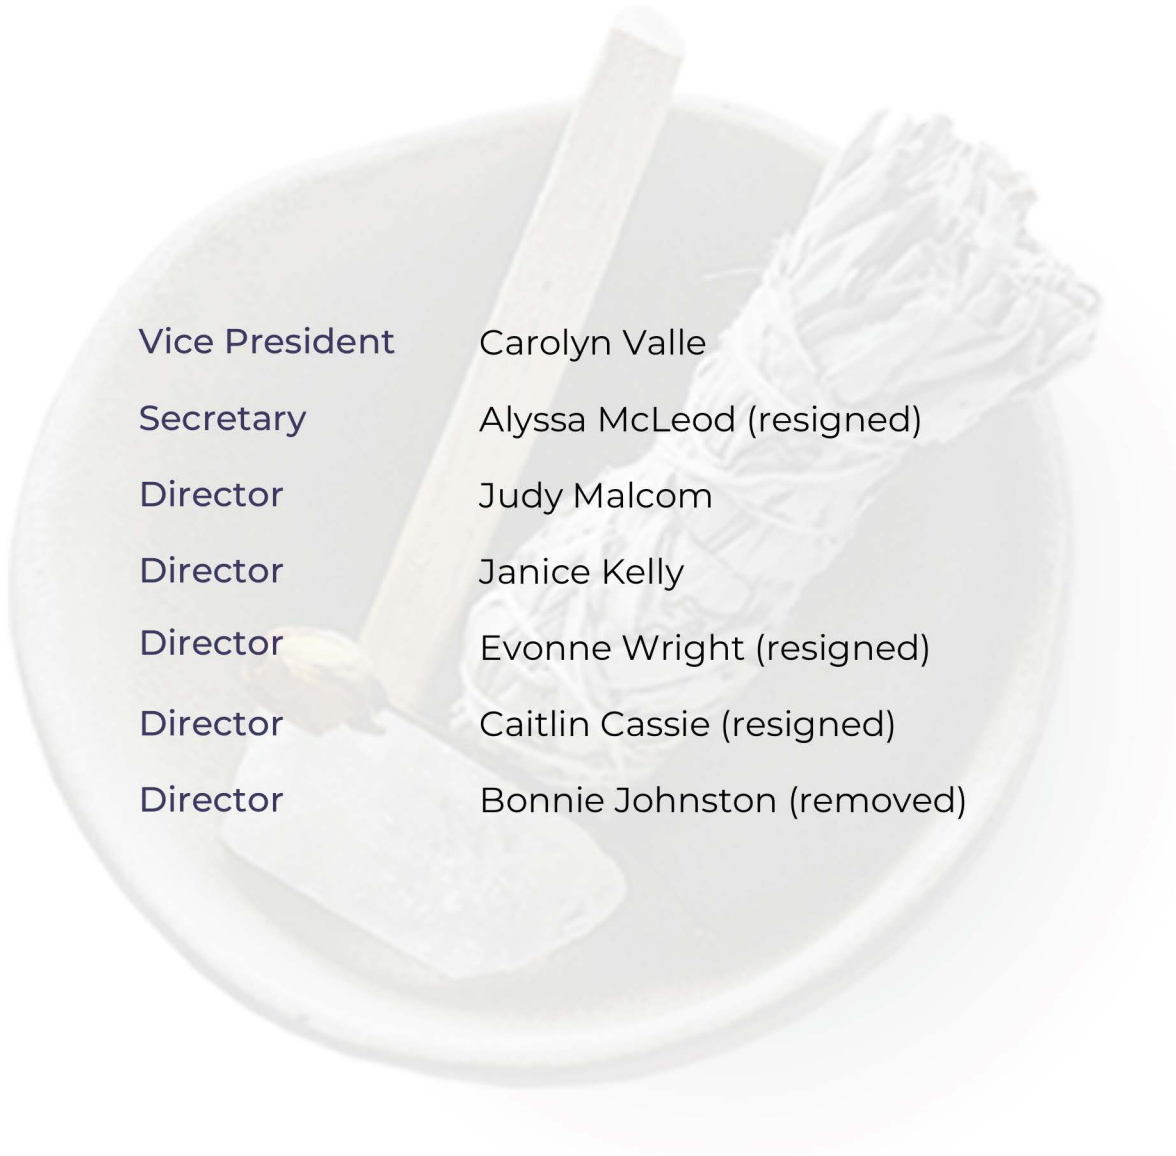 Vice President Carolyn Valle
Secretary Alyssa McLeod (resigned)
Director Judy Malcom
Director Janice Kelly
Director Evonne Wright (resigned)
Director Caitlin Cassie (resigned)
Director Bonnie Johnston (removed)